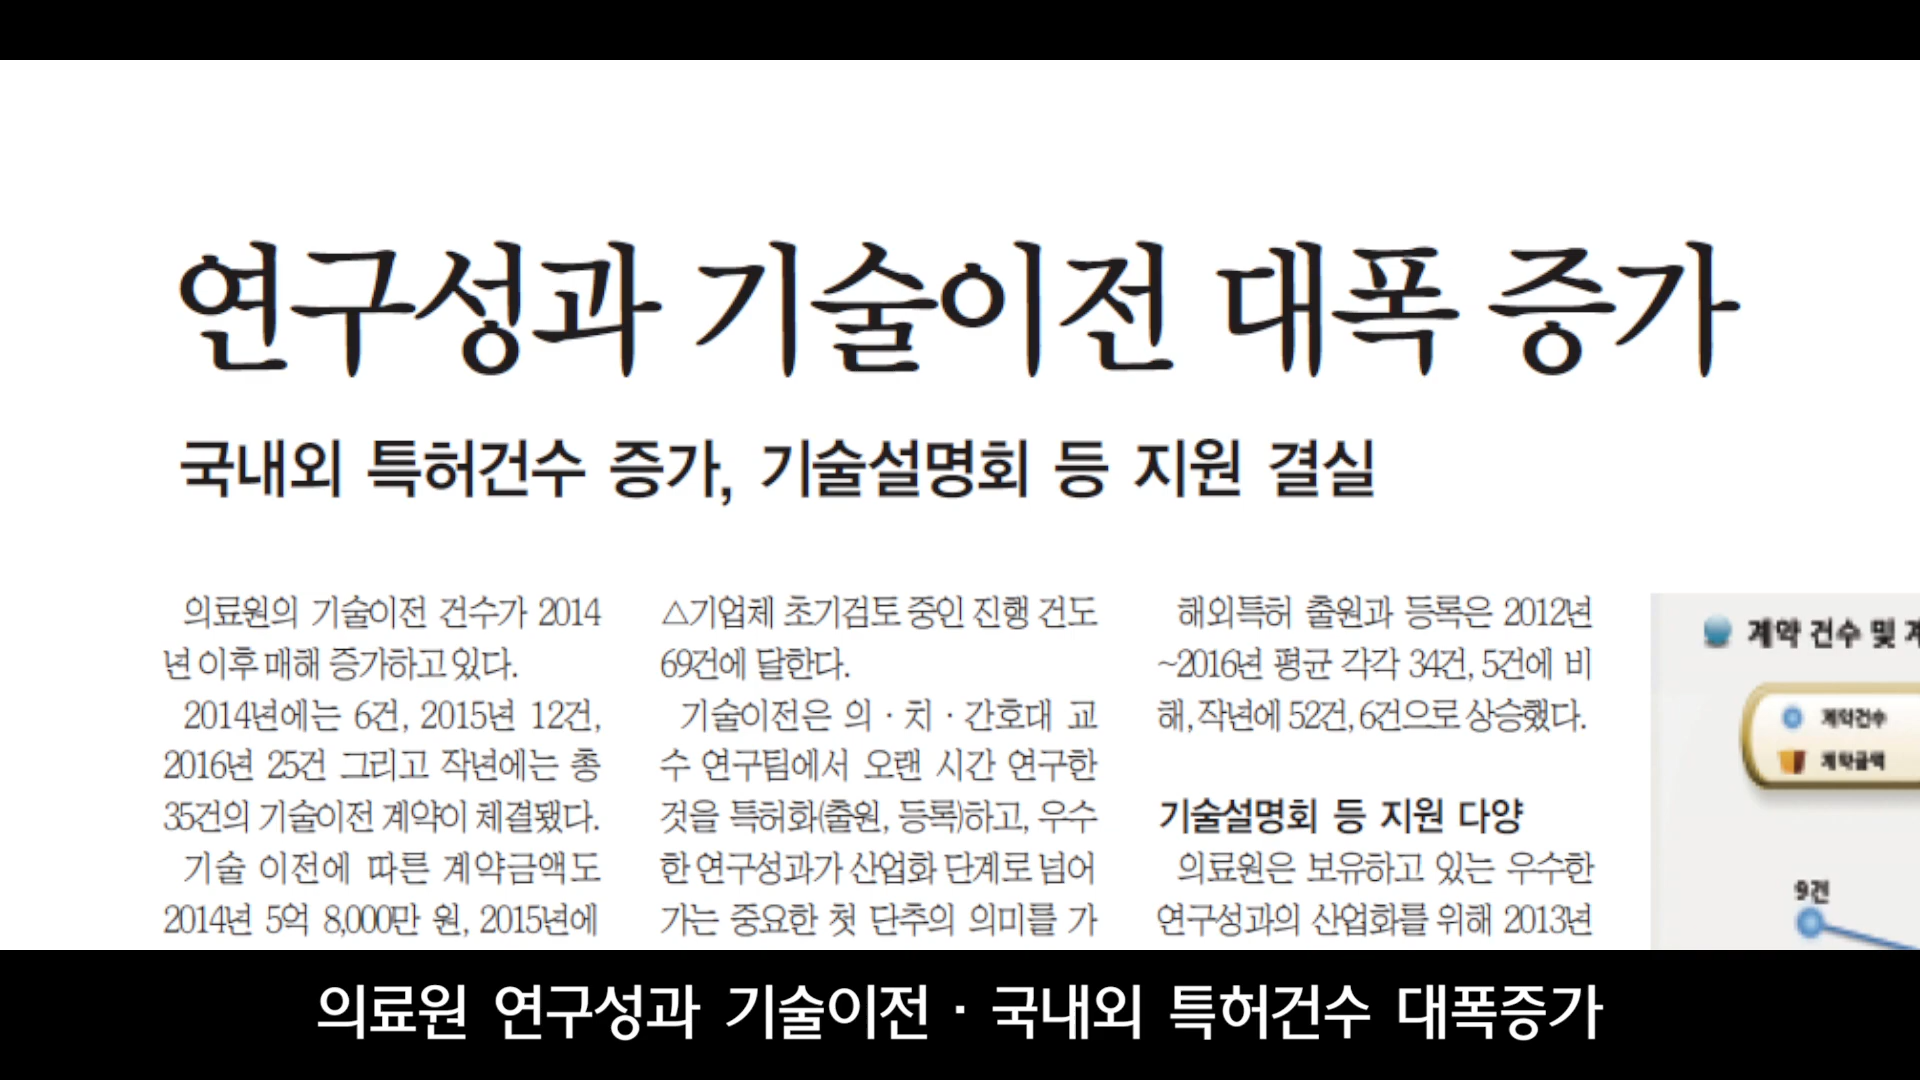 연구성과 기술이전 대폭 증가
국내외 특허건수 증가, 기술설명회 등 지원 결실
의료원의 기술이전 건수가 2014
년 이후 매해 증가하고 있다.
2014년에는 6건, 2015년 12건,
2016년 25건 그리고 작년에는 총
35건의 기술이전 계약이 체결됐다.
기술 이전에 따른 계약금액도
2014년 5억 8,000만 원, 2015년에
△기업체 초기검토 중인 진행 건도
69건에 달한다.
기술이전은 의·치·간호대 교
수 연구팀에서 오랜 시간 연구한
것을 특허화(출원, 등록)하고, 우수
한 연구성과가 산업화 단계로 넘어
가는 중요한 첫 단추의 의미를 가
해외특허 출원과 등록은 2012년
~2016년 평균 각각 34건, 5건에 비
해, 작년에 52건, 6건으로 상승했다.
기술설명회 등 지원 다양
의료원은 보유하고 있는 우수한
연구성과의 산업화를 위해 2013년
계약 건수 및
계약건수
계약금액
9건
의료원 연구성과 기술이전 · 국내외 특허건수 대폭증가